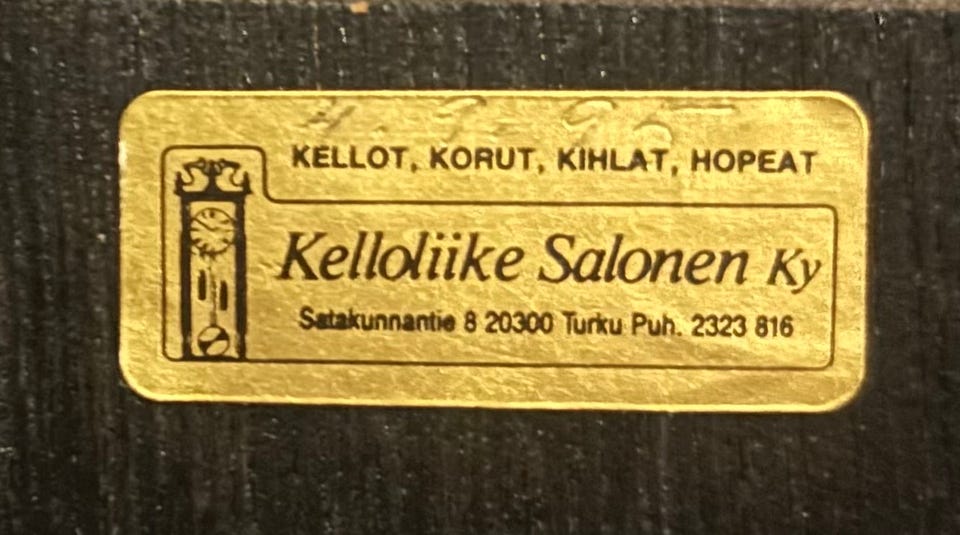 KELLOT, KORUT, KIHLAT, HOPEAT
Kelloliike Salonen Ky
Satakunnantie 8 20300 Turku Puh. 2323 816